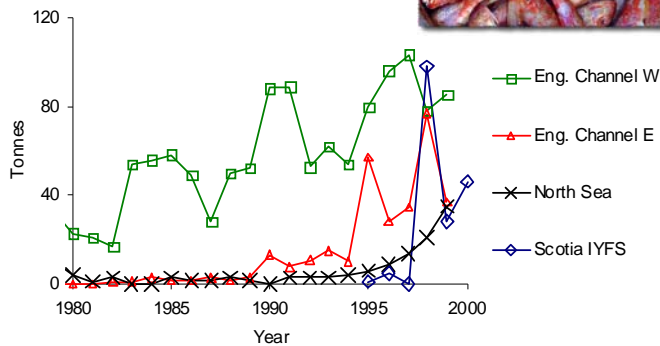 120
80
40
0
Tonnes
1980
1985
1990
1995
2000
Year
Eng. Channel W
Eng. Channel E
North Sea
Scotia IYFS